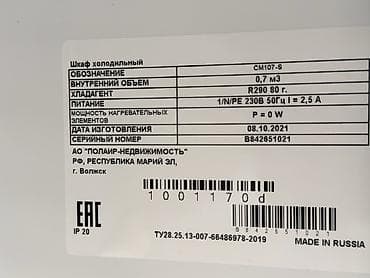 Шкаф холодильный
ОБОЗНАЧЕНИЕ СМ107-S
ВНУТРЕННИЙ ОБЪЕМ 0,7 м3
ХЛАДАГЕНТ R290 80 г.
ПИТАНИЕ 1/N/PE 230В 50Гц I = 2,5 А
МОЩНОСТЬ НАГРЕВАТЕЛЬНЫХ
ЭЛЕМЕНТОВ P = 0 W
ДАТА ИЗГОТОВЛЕНИЯ 08.10.2021
СЕРИЙНЫЙ НОМЕР B842651021
АО "ПОЛАИР-НЕДВИЖИМОСТЬ"
РФ, РЕСПУБЛИКА МАРИЙ ЭЛ,
г. Волжск
1001170d
EAC
IP 20
B842651021
ТУ28.25.13-007-66486978-2019
MADE IN RUSSIA